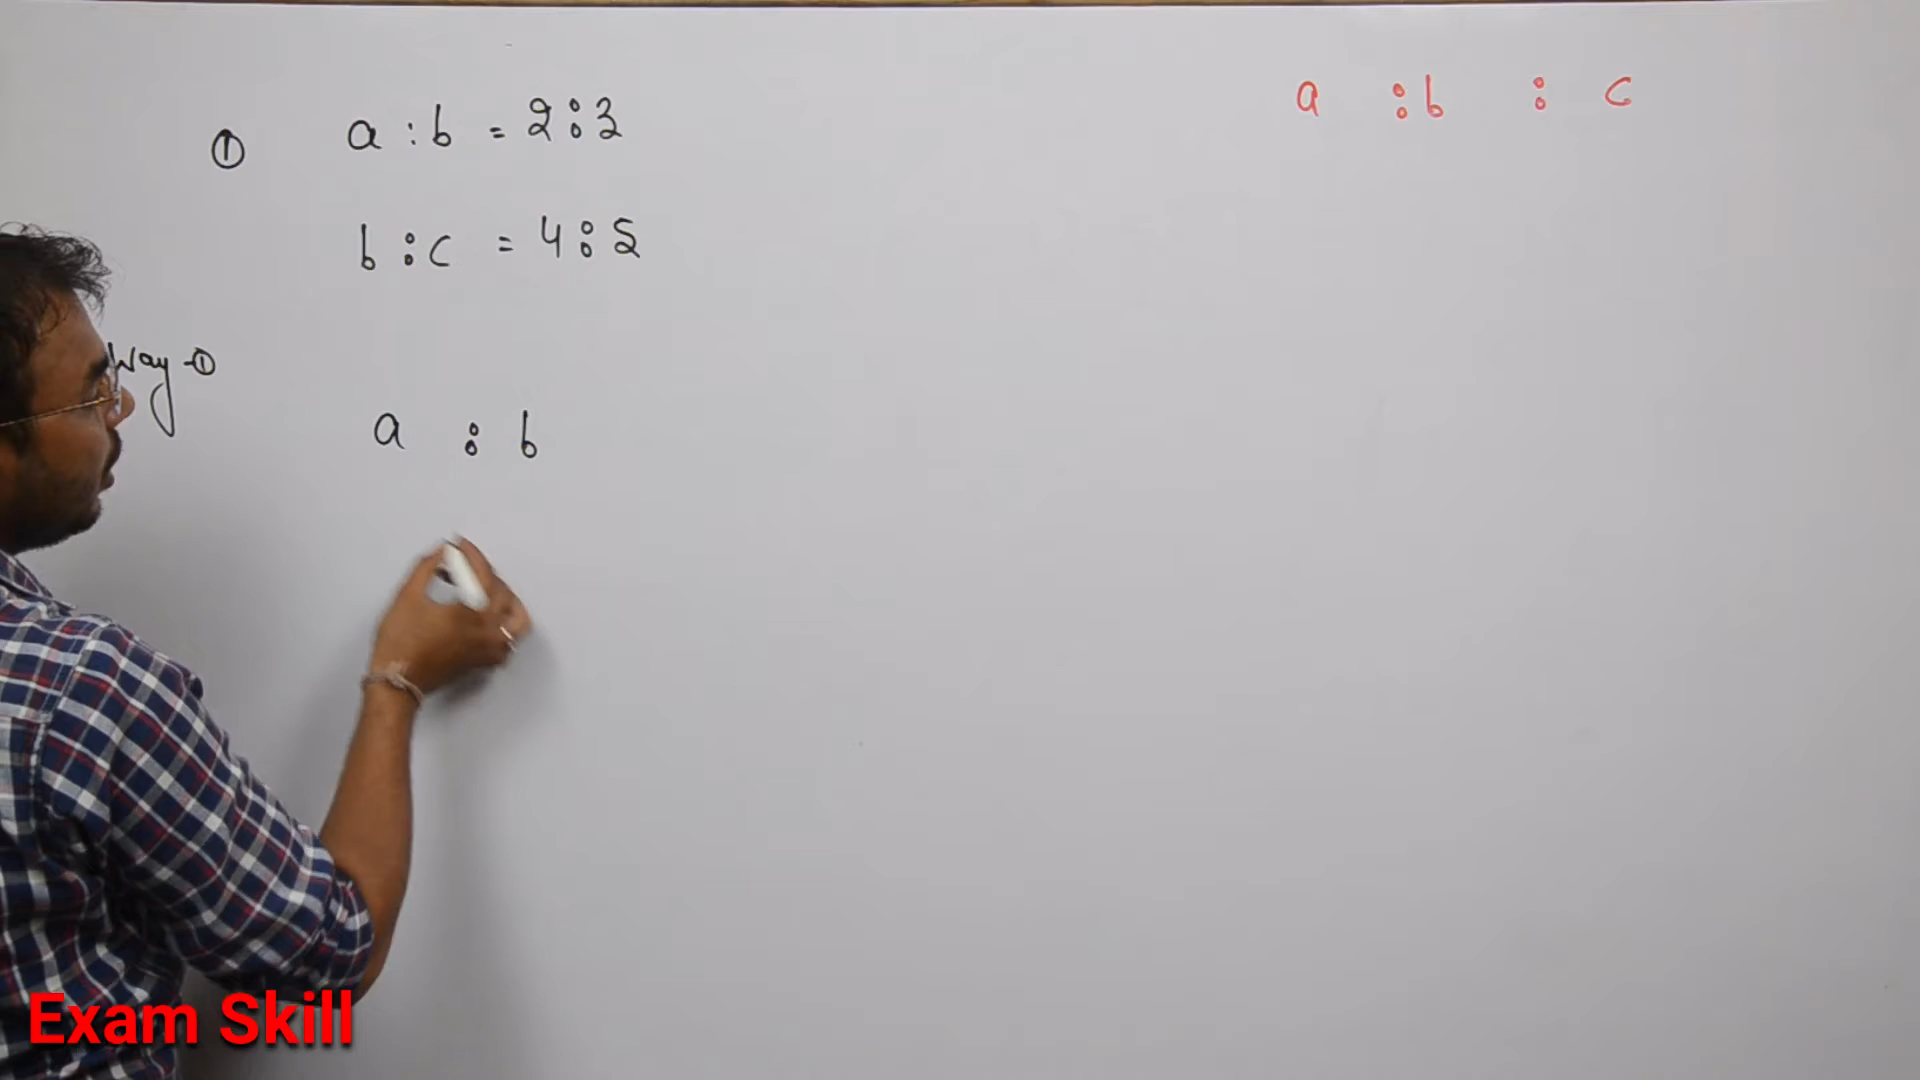 ① a : b = 2 : 3
a : b : c
b : c = 4 : 5
Way - ①
a : b
Exam Skill